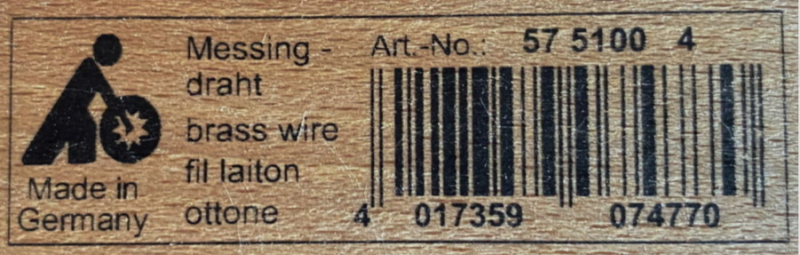 Messing -
draht
brass wire
fil laiton
ottone
Made in
Germany
Art.-No.: 57 5100 4
4 017359 074770